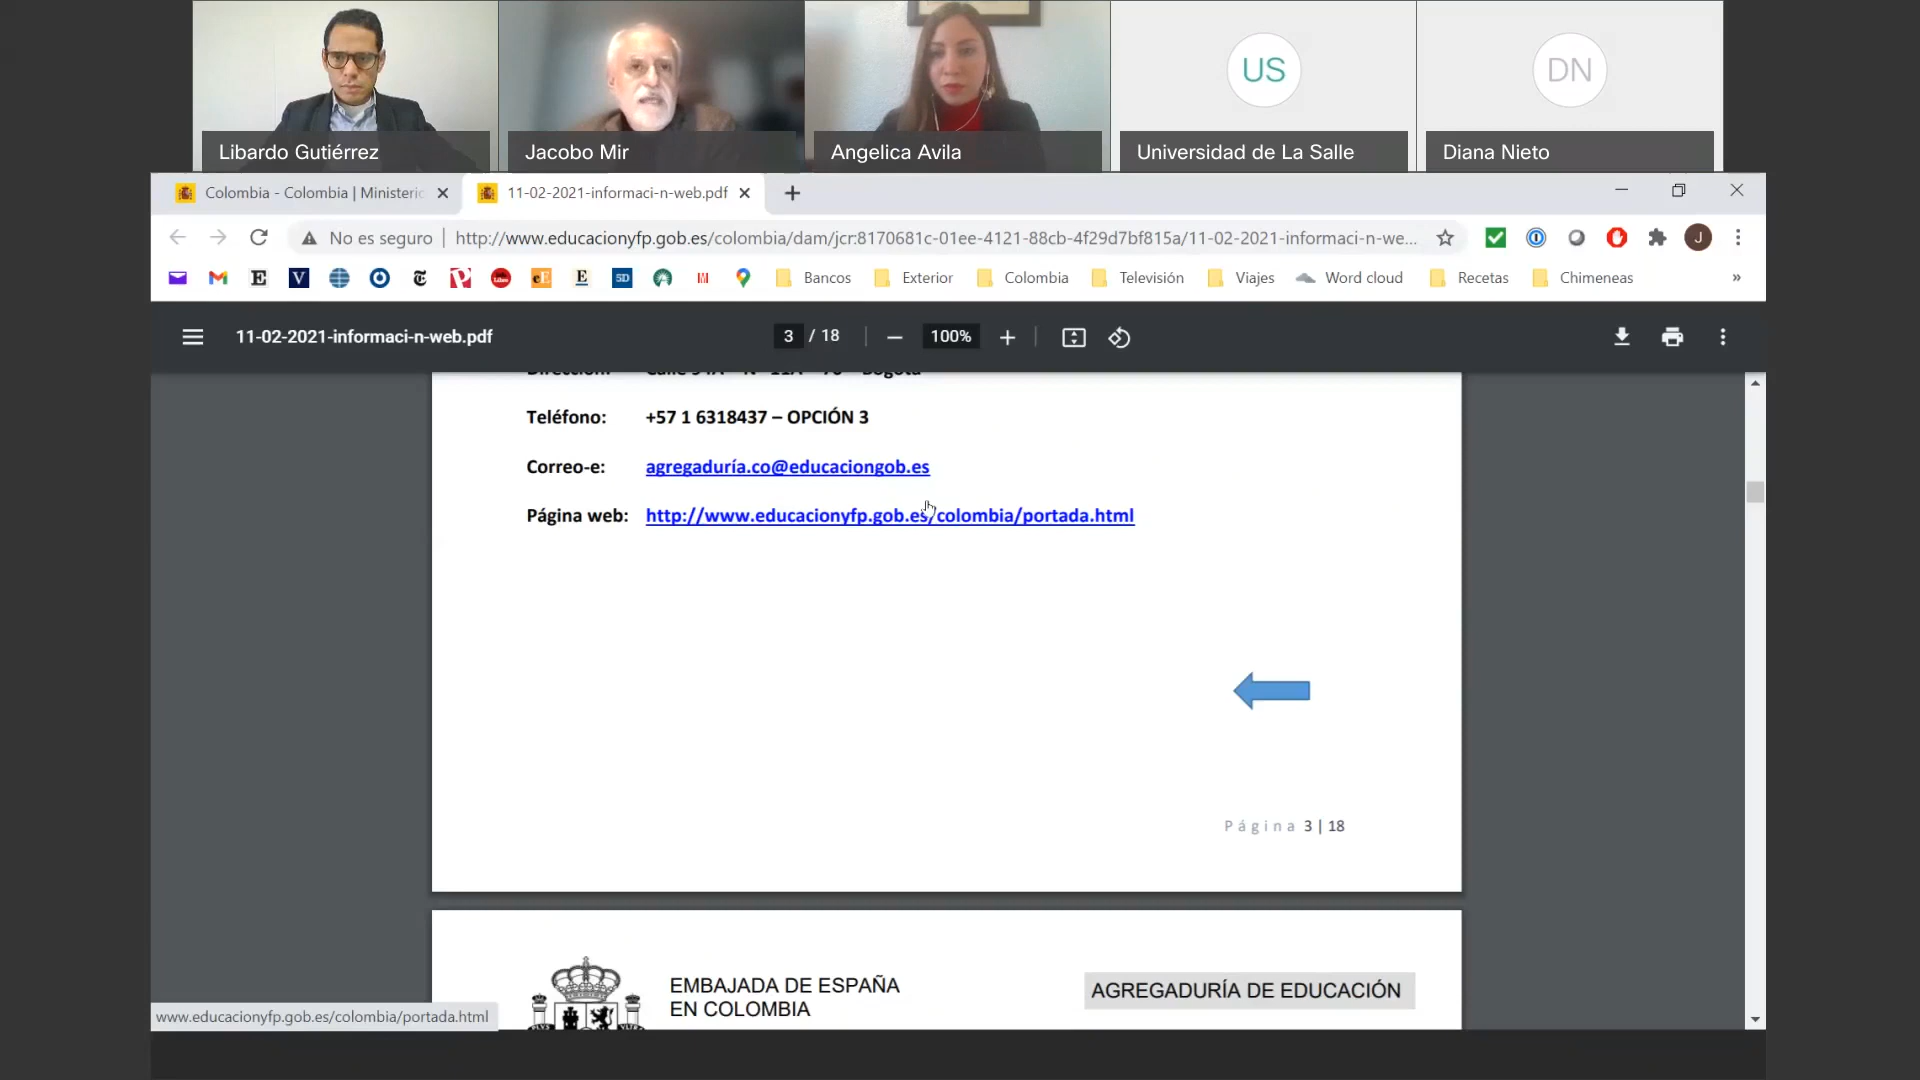 US
DN
Libardo Gutiérrez
Jacobo Mir
Angelica Avila
Universidad de La Salle
Diana Nieto
Colombia - Colombia | Ministeric
11-02-2021-informaci-n-web.pdf
No es seguro
http://www.educacionyfp.gob.es/colombia/dam/jcr:8170681c-01ee-4121-88cb-4f29d7bf815a/11-02-2021-informaci-n-we...
J
Bancos
Exterior
Colombia
Televisión
Viajes
Word cloud
Recetas
Chimeneas
»
11-02-2021-informaci-n-web.pdf
3 / 18
100%
Teléfono: +57 1 6318437 – OPCIÓN 3
Correo-e: agregaduría.co@educaciongob.es
Página web: http://www.educacionyfp.gob.es/colombia/portada.html
Página 3 | 18
EMBAJADA DE ESPAÑA
EN COLOMBIA
AGREGADURÍA DE EDUCACIÓN
www.educacionyfp.gob.es/colombia/portada.html